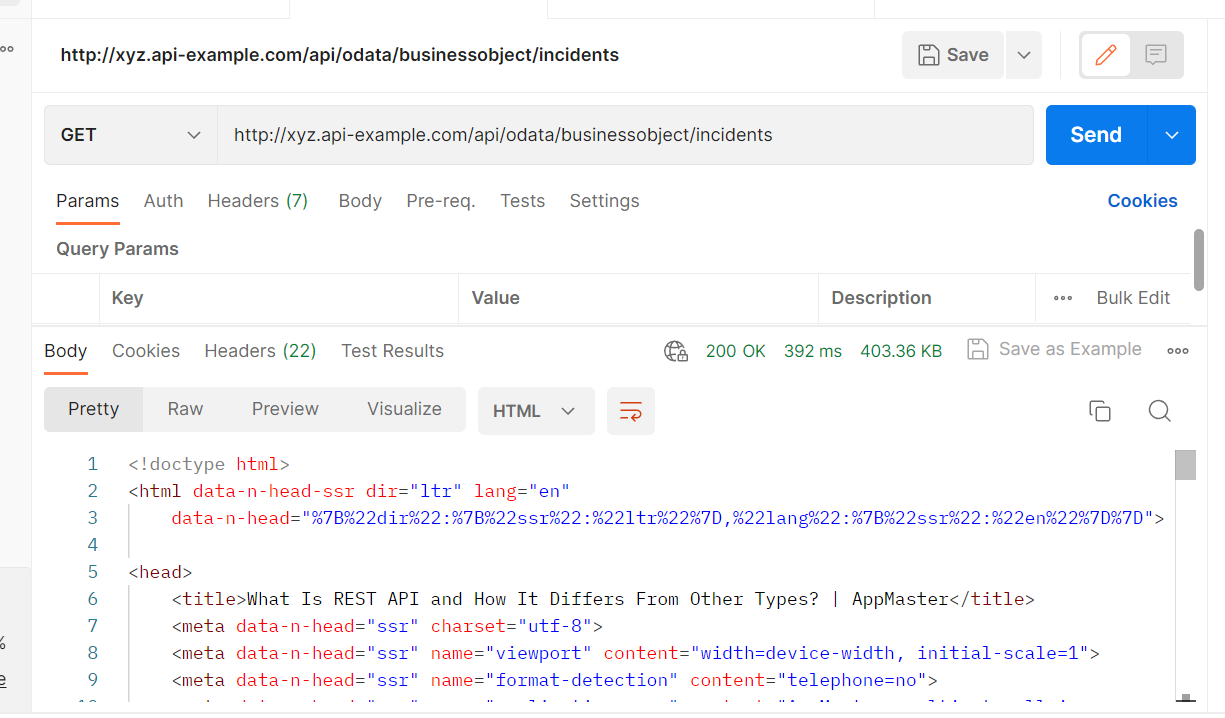 http://xyz.api-example.com/api/odata/businessobject/incidents Save
GET http://xyz.api-example.com/api/odata/businessobject/incidents Send
Params Auth Headers (7) Body Pre-req. Tests Settings Cookies
Query Params
Key Value Description Bulk Edit
Body Cookies Headers (22) Test Results 200 OK 392 ms 403.36 KB Save as Example
Pretty Raw Preview Visualize HTML
1 <!doctype html>
2 <html data-n-head-ssr dir="ltr" lang="en"
3 data-n-head="%7B%22dir%22:%7B%22ssr%22:%22ltr%22%7D,%22lang%22:%7B%22ssr%22:%22en%22%7D%7D">
4
5 <head>
6 <title>What Is REST API and How It Differs From Other Types? | AppMaster</title>
7 <meta data-n-head="ssr" charset="utf-8">
8 <meta data-n-head="ssr" name="viewport" content="width=device-width, initial-scale=1">
9 <meta data-n-head="ssr" name="format-detection" content="telephone=no">